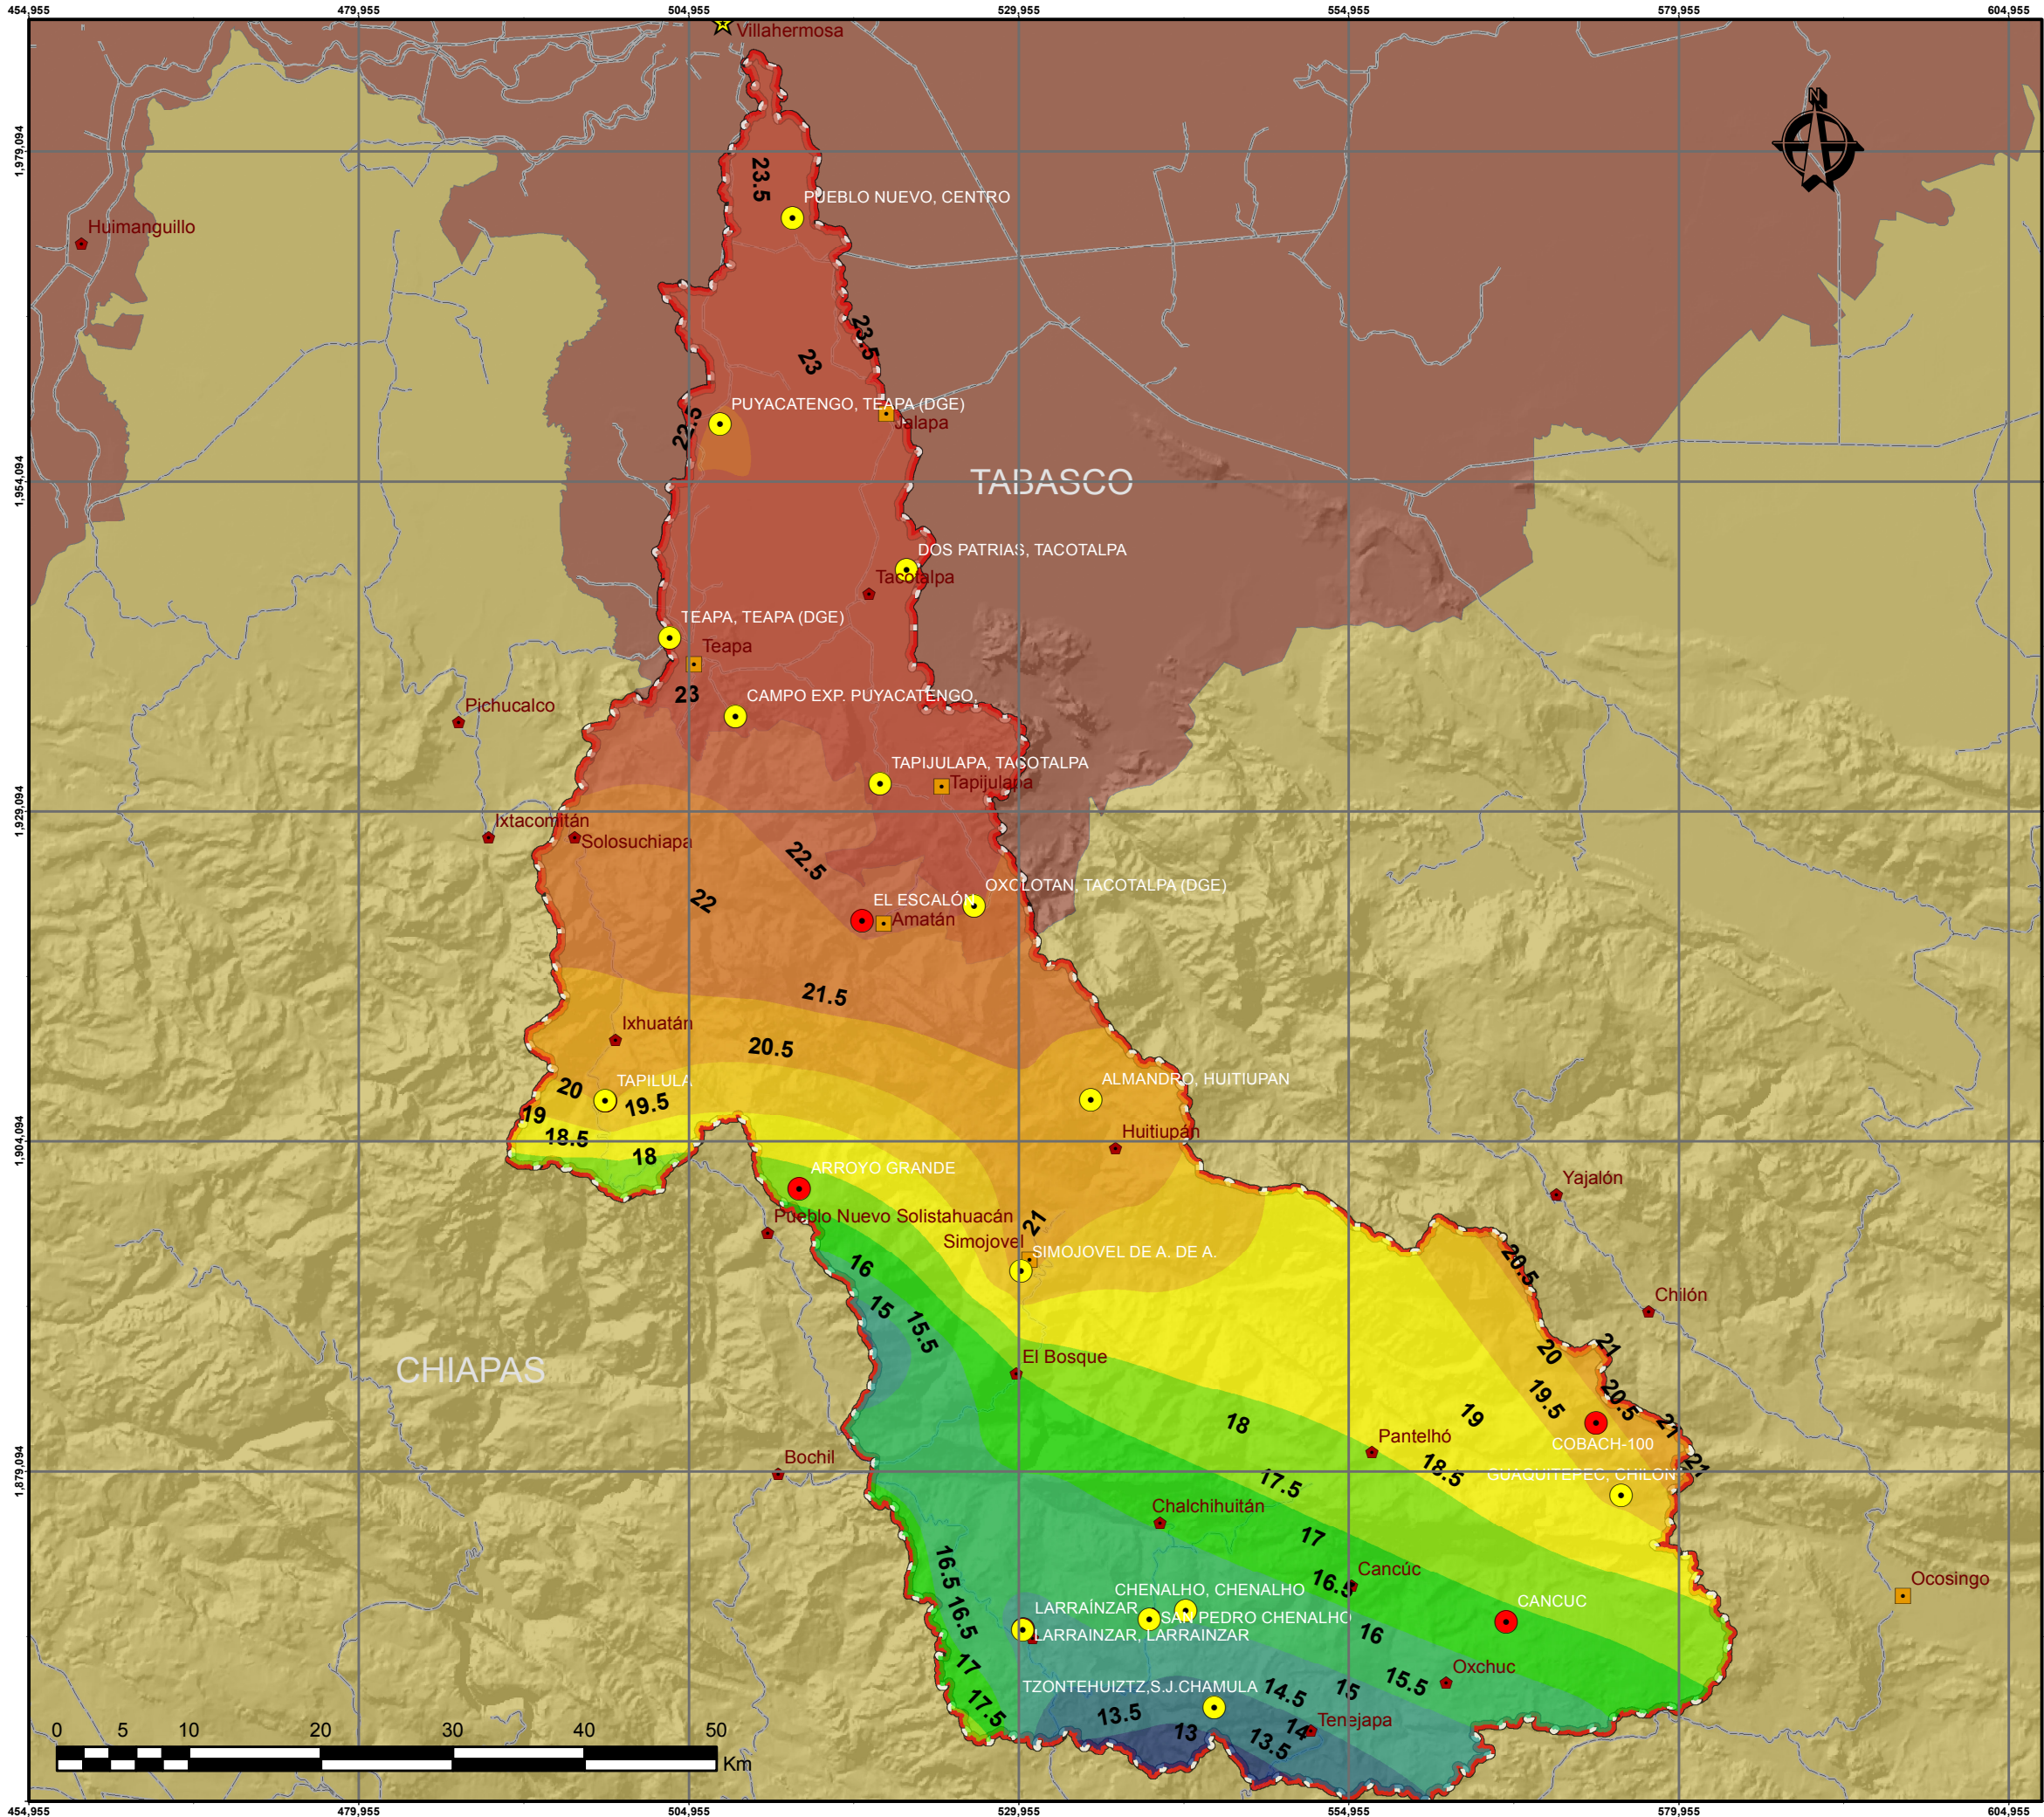 454,955
479,955
504,955
529,955
554,955
579,955
604,955
Villahermosa
N
1,979,094
23.5
PUEBLO NUEVO, CENTRO
Huimanguillo
23.5
23
PUYACATENGO, TEAPA (DGE)
22.5
Jalapa
1,954,094
TABASCO
DOS PATRIAS, TACOTALPA
Tacotalpa
TEAPA, TEAPA (DGE)
Teapa
23
CAMPO EXP. PUYACATENGO,
Pichucalco
TAPIJULAPA, TACOTALPA
Tapijulapa
1,929,094
Ixtacomitán
Solosuchiapa
22.5
22
OXOLOTAN, TACOTALPA (DGE)
EL ESCALÓN
Amatán
21.5
Ixhuatán
20.5
20
TAPILULA
ALMANDRO, HUITIUPAN
19.5
19
18.5
1,904,094
Huitiupán
18
ARROYO GRANDE
Yajalón
Pueblo Nuevo Solistahuacán
21
Simojovel
SIMOJOVEL DE A. DE A.
16
20.5
15
15.5
Chilón
21
20
El Bosque
CHIAPAS
19.5
20.5
19
18
21
Pantelhó
COBACH-100
Bochil
18.5
21
1,879,094
17.5
GUAQUITEPEC, CHILON
Chalchihuitán
17
16.5
Cancúc
16.5
Ocosingo
CHENALHO, CHENALHO
CANCUC
LARRAÍNZAR
SAN PEDRO CHENALHO
16.5
LARRAINZAR, LARRAINZAR
16
17
Oxchuc
15.5
TZONTEHUIZTZ,S.J.CHAMULA
14.5
15
17.5
13.5
Tenejapa
14
13
13.5
0
5
10
20
30
40
50
Km
454,955
479,955
504,955
529,955
554,955
579,955
604,955